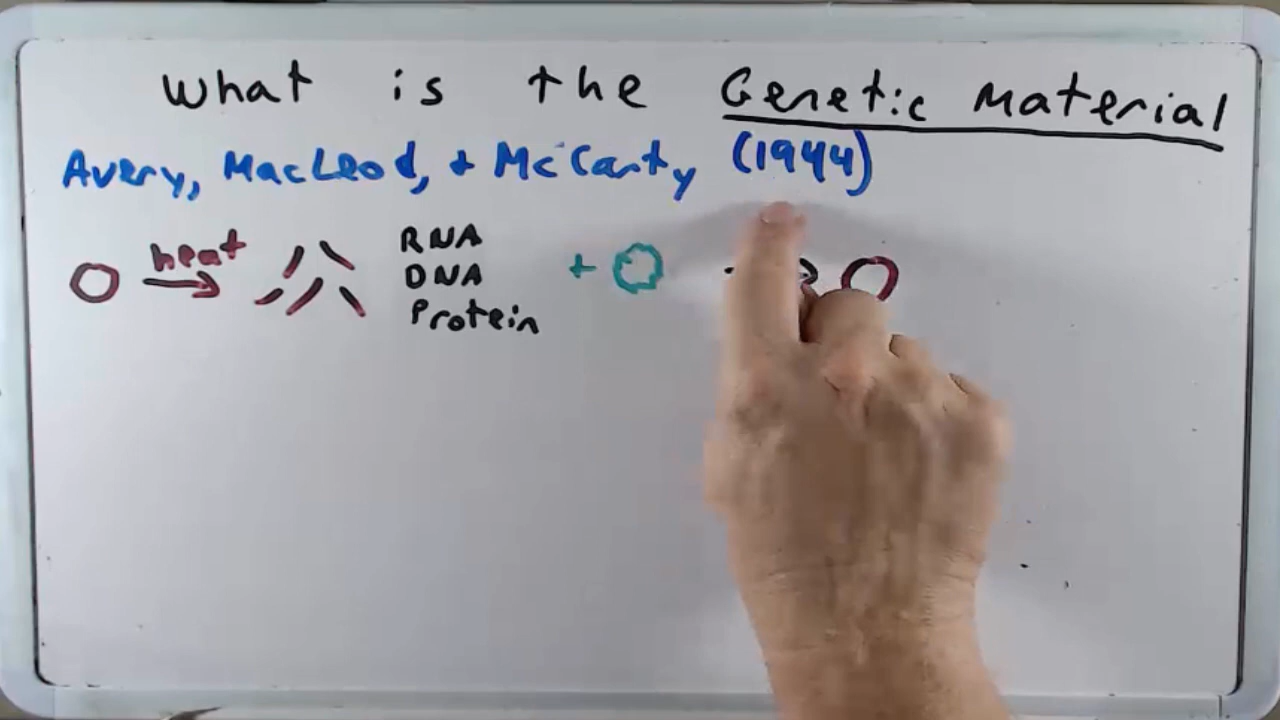 What is the Genetic Material
Avery, MacLeod, + McCarty (1944)
heat
RNA
DNA
Protein
+